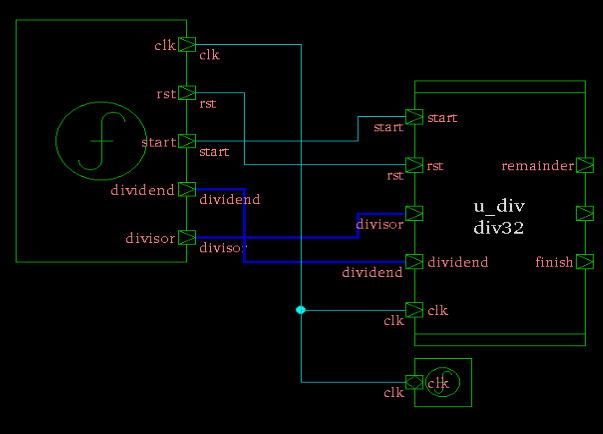 clk
clk
rst
rst
start
start
dividend
dividend
divisor
divisor
start
start
rst
rst
remainder
divisor
u_div
div32
dividend
dividend
finish
clk
clk
clk
clk